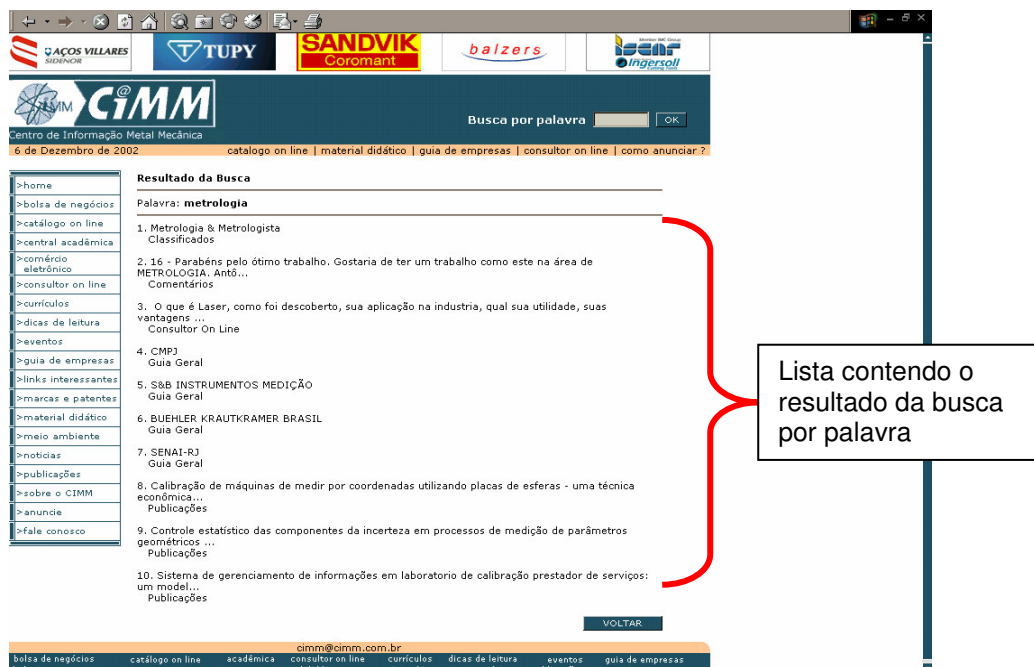 AÇOS VILLARES
SIDENOR
TUPY
SANDVIK
Coromant
balzers
Member IMC Group
iscar
Ingersoll
Cutting Tools
CIMM C@iMM
Centro de Informação Metal Mecânica
Busca por palavra OK
6 de Dezembro de 2002 catalogo on line | material didático | guia de empresas | consultor on line | como anunciar ?
>home
>bolsa de negócios
>catálogo on line
>central acadêmica
>comércio
eletrônico
>consultor on line
>currículos
>dicas de leitura
>eventos
>guia de empresas
>links interessantes
>marcas e patentes
>material didático
>meio ambiente
>noticias
>publicações
>sobre o CIMM
>anuncie
>fale conosco
Resultado da Busca
Palavra: metrologia
1. Metrologia & Metrologista
Classificados
2. 16 - Parabéns pelo ótimo trabalho. Gostaria de ter um trabalho como este na área de
METROLOGIA. Antô...
Comentários
3. O que é Laser, como foi descoberto, sua aplicação na industria, qual sua utilidade, suas
vantagens ...
Consultor On Line
4. CMPJ
Guia Geral
5. S&B INSTRUMENTOS MEDIÇÃO
Guia Geral
6. BUEHLER KRAUTKRAMER BRASIL
Guia Geral
7. SENAI-RJ
Guia Geral
8. Calibração de máquinas de medir por coordenadas utilizando placas de esferas - uma técnica
econômica...
Publicações
9. Controle estatístico das componentes da incerteza em processos de medição de parâmetros
geométricos ...
Publicações
10. Sistema de gerenciamento de informações em laboratorio de calibração prestador de serviços:
um model...
Publicações
VOLTAR
Lista contendo o
resultado da busca
por palavra
cimm@cimm.com.br
bolsa de negócios catálogo on line acadêmica consultor on line currículos dicas de leitura eventos guia de empresas